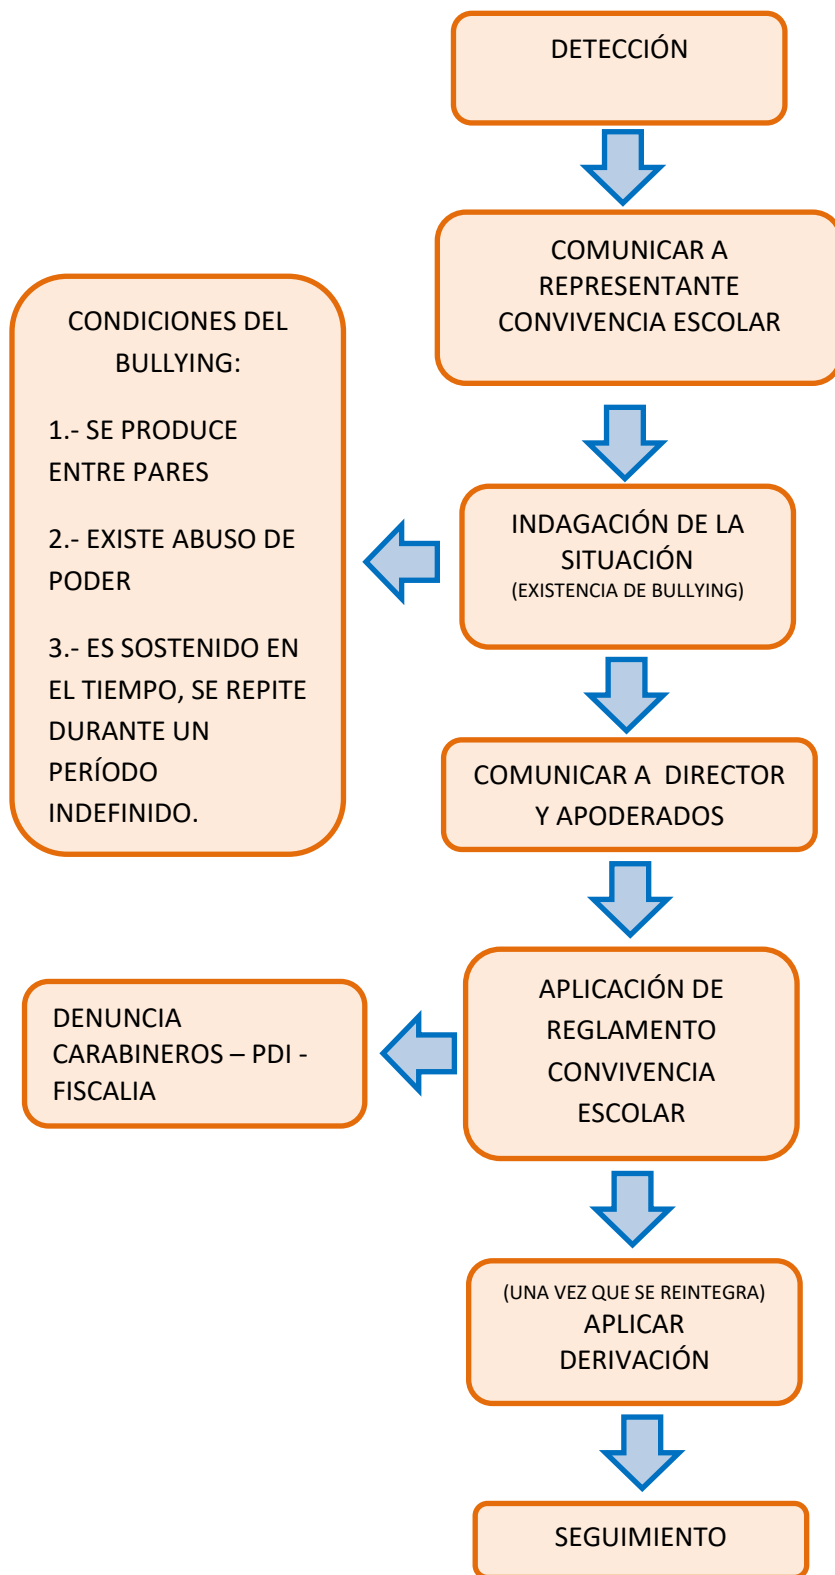 DETECCIÓN
COMUNICAR A
REPRESENTANTE
CONVIVENCIA ESCOLAR
CONDICIONES DEL
BULLYING:
1.- SE PRODUCE
ENTRE PARES
2.- EXISTE ABUSO DE
PODER
3.- ES SOSTENIDO EN
EL TIEMPO, SE REPITE
DURANTE UN
PERÍODO
INDEFINIDO.
INDAGACIÓN DE LA
SITUACIÓN
(EXISTENCIA DE BULLYING)
COMUNICAR A DIRECTOR
Y APODERADOS
APLICACIÓN DE
REGLAMENTO
CONVIVENCIA
ESCOLAR
DENUNCIA
CARABINEROS – PDI -
FISCALIA
(UNA VEZ QUE SE REINTEGRA)
APLICAR
DERIVACIÓN
SEGUIMIENTO